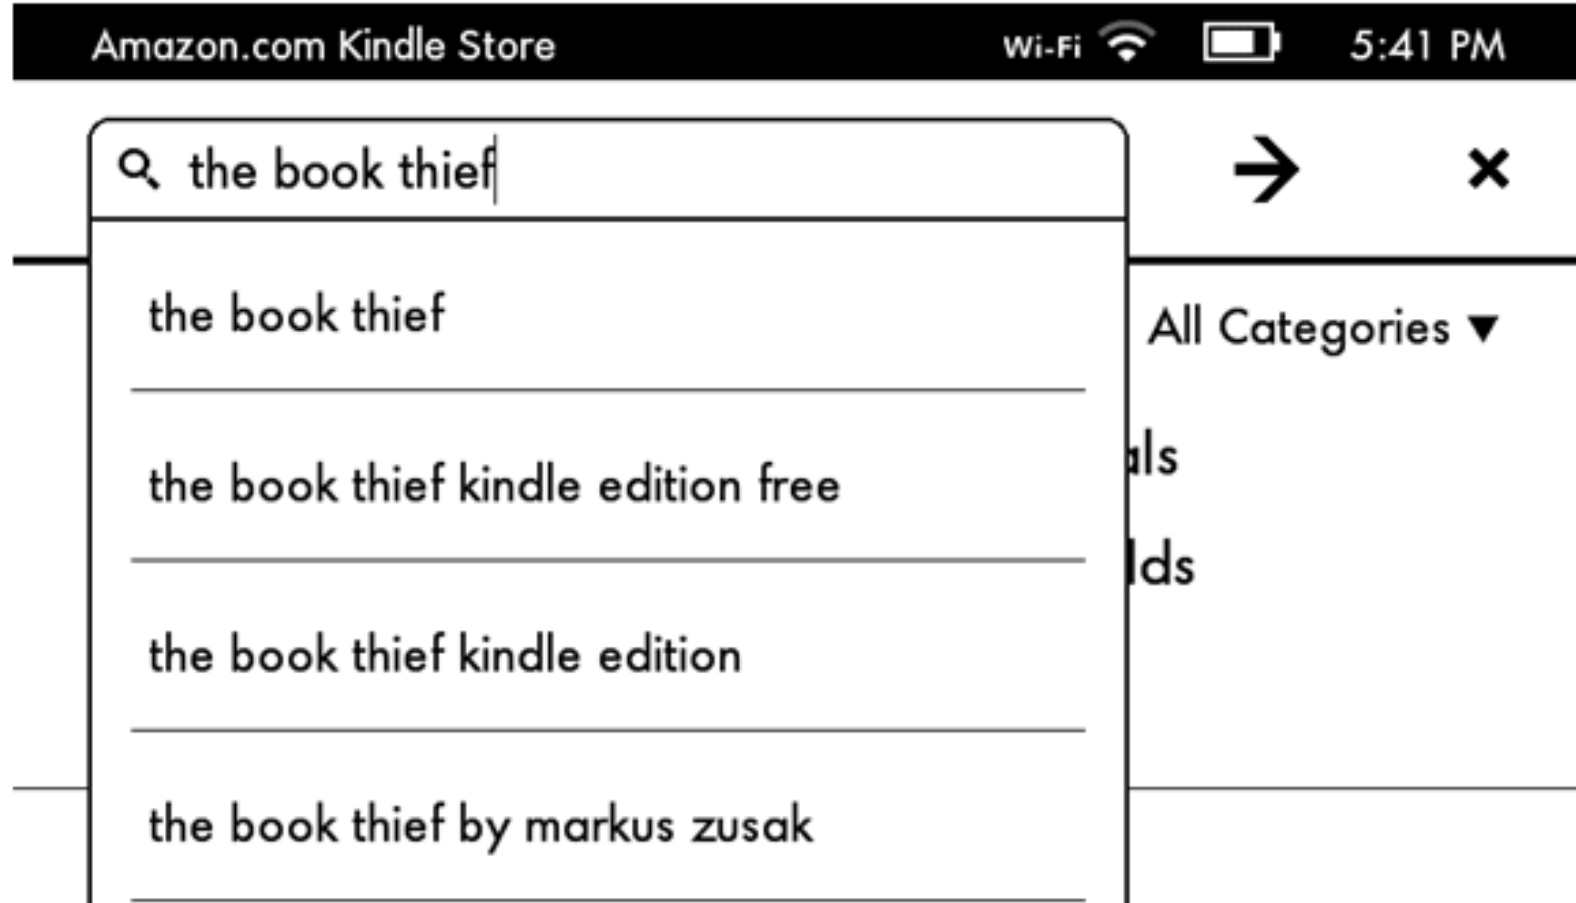 Amazon.com Kindle Store Wi-Fi 5:41 PM
the book thief
the book thief
All Categories
the book thief kindle edition free
the book thief kindle edition
the book thief by markus zusak